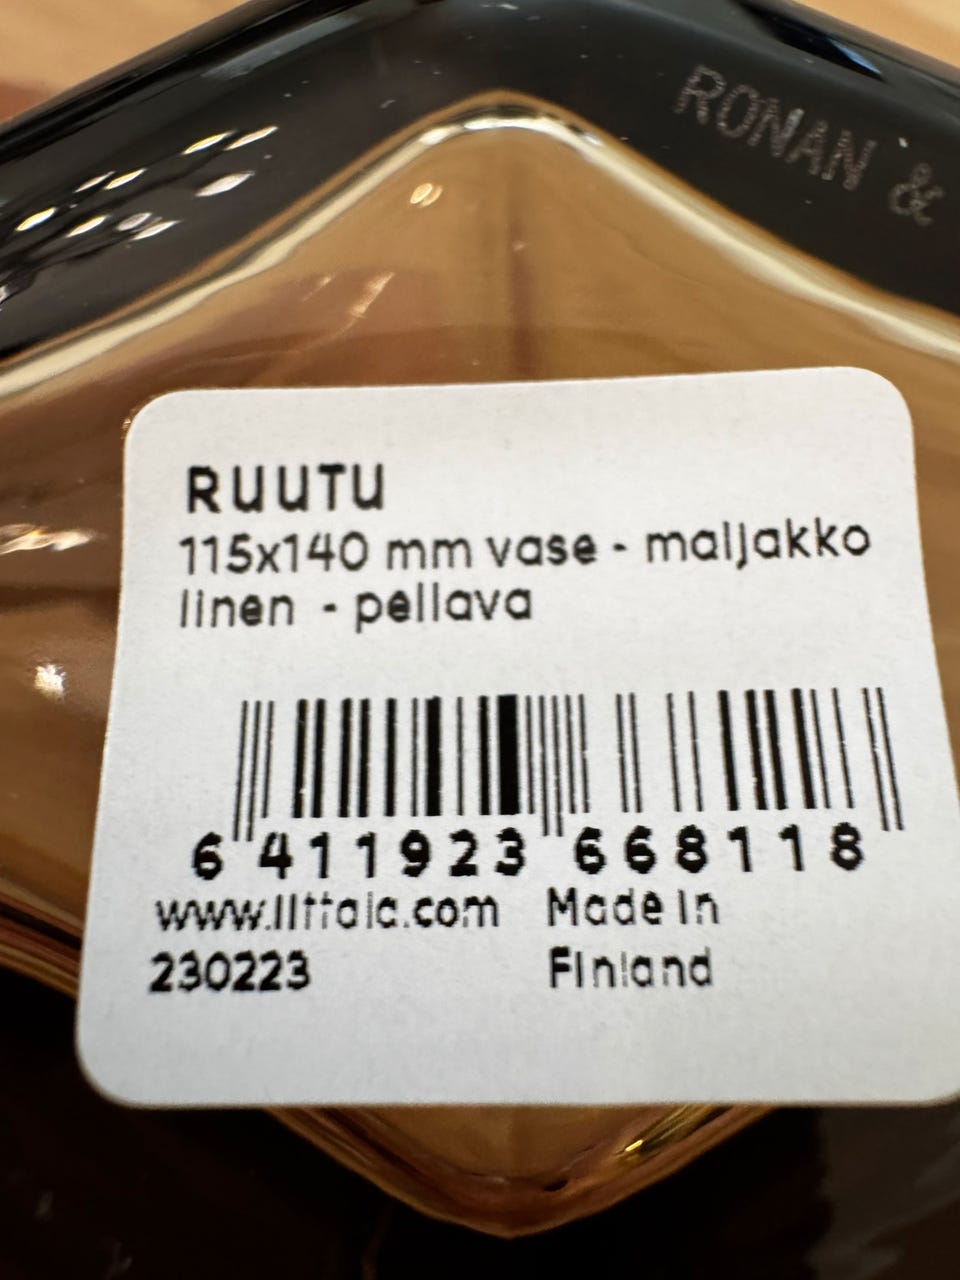 RONAN &
RUUTU
115x140 mm vase - maljakko
linen - pellava
6 411923 668118
www.iittala.com Made in
230223 Finland